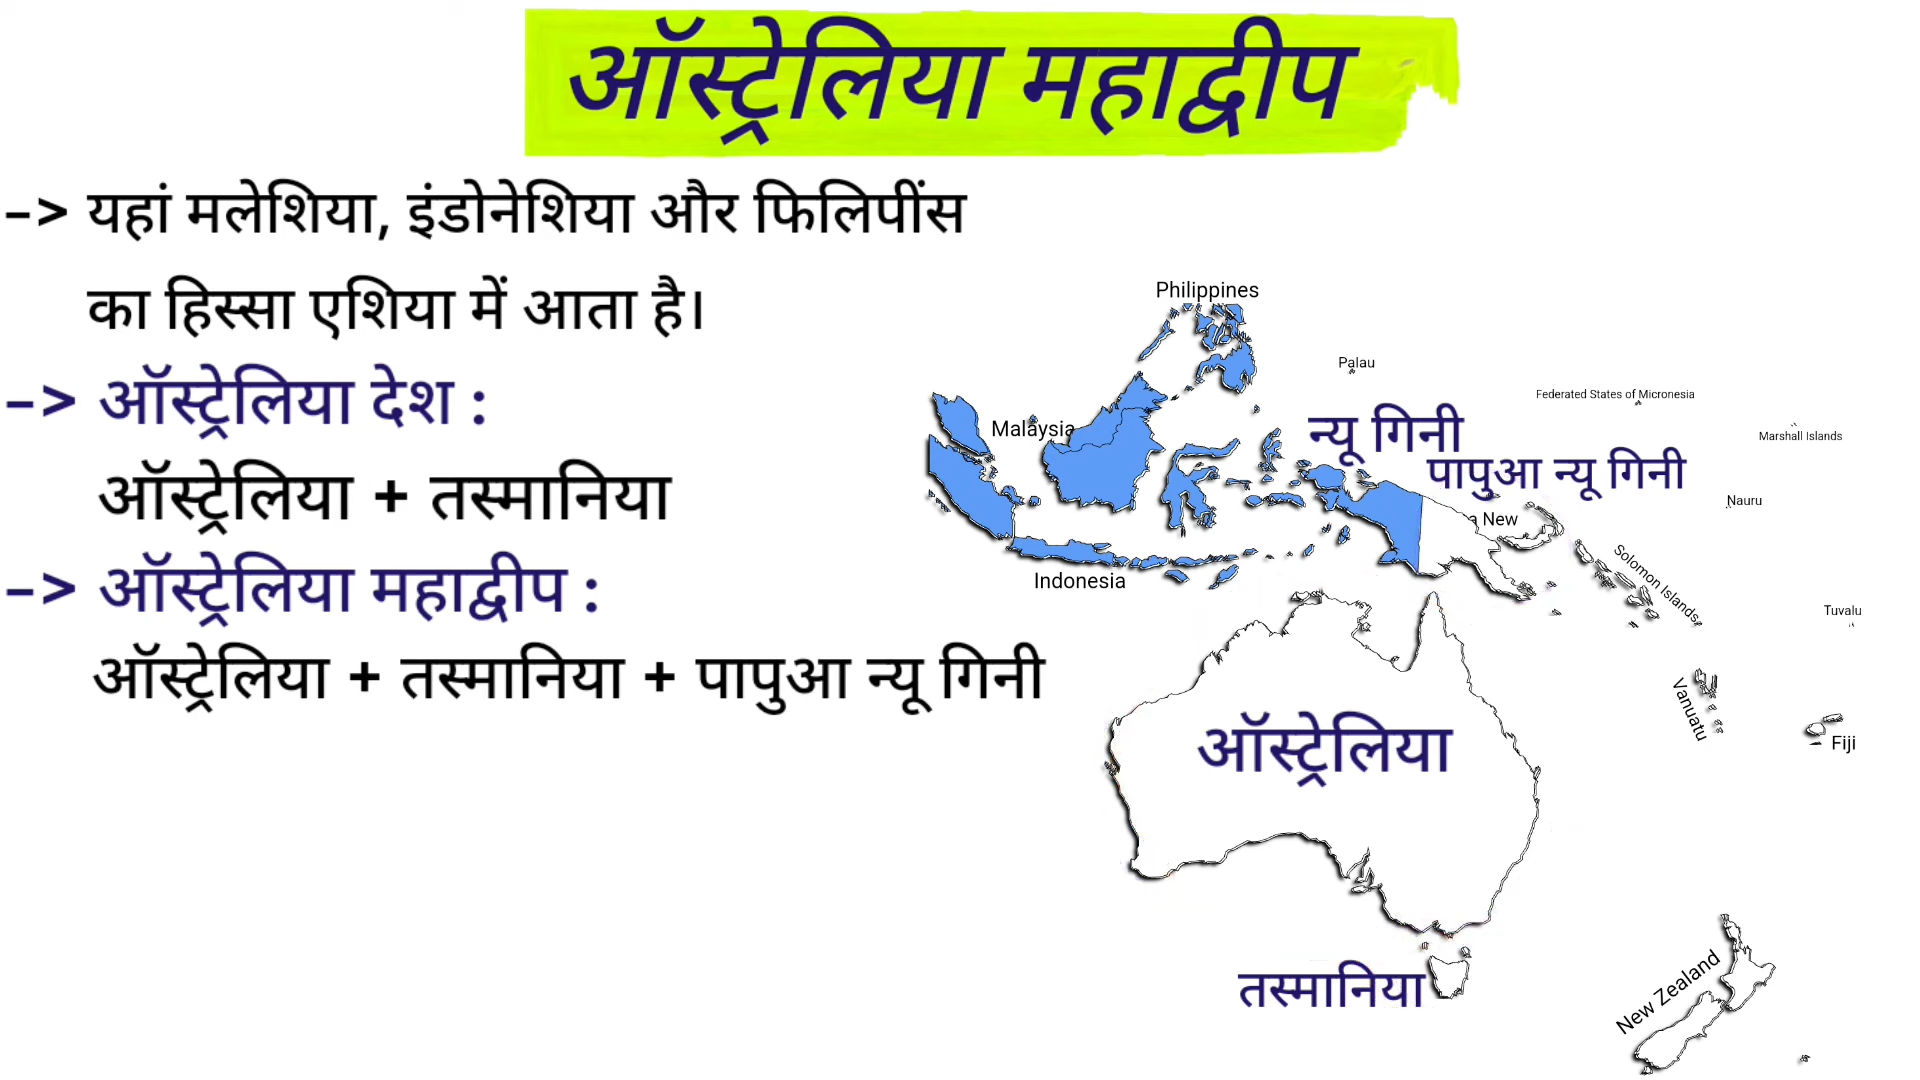 ऑस्ट्रेलिया महाद्वीप
–> यहां मलेशिया, इंडोनेशिया और फिलिपींस
का हिस्सा एशिया में आता है।
–> ऑस्ट्रेलिया देश :
ऑस्ट्रेलिया + तस्मानिया
–> ऑस्ट्रेलिया महाद्वीप :
ऑस्ट्रेलिया + तस्मानिया + पापुआ न्यू गिनी
Philippines
Palau
Federated States of Micronesia
Malaysia
न्यू गिनी
Marshall Islands
पापुआ न्यू गिनी
Nauru
a New
Indonesia
Solomon Islands
Tuvalu
Vanuatu
Fiji
ऑस्ट्रेलिया
तस्मानिया
New Zealand